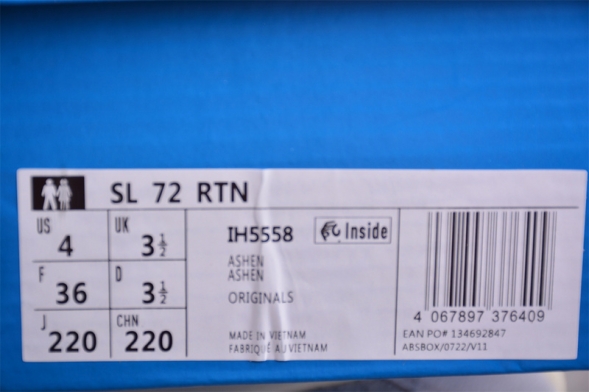 SL 72 RTN
US 4 UK 3 1/2
F 36 D 3 1/2
J 220 CHN 220
IH5558 Inside
ASHEN
ASHEN
ORIGINALS
MADE IN VIETNAM
FABRIQUÉ AU VIETNAM
4 067897 376409
EAN PO# 134692847
ABSBOX/0722/V11